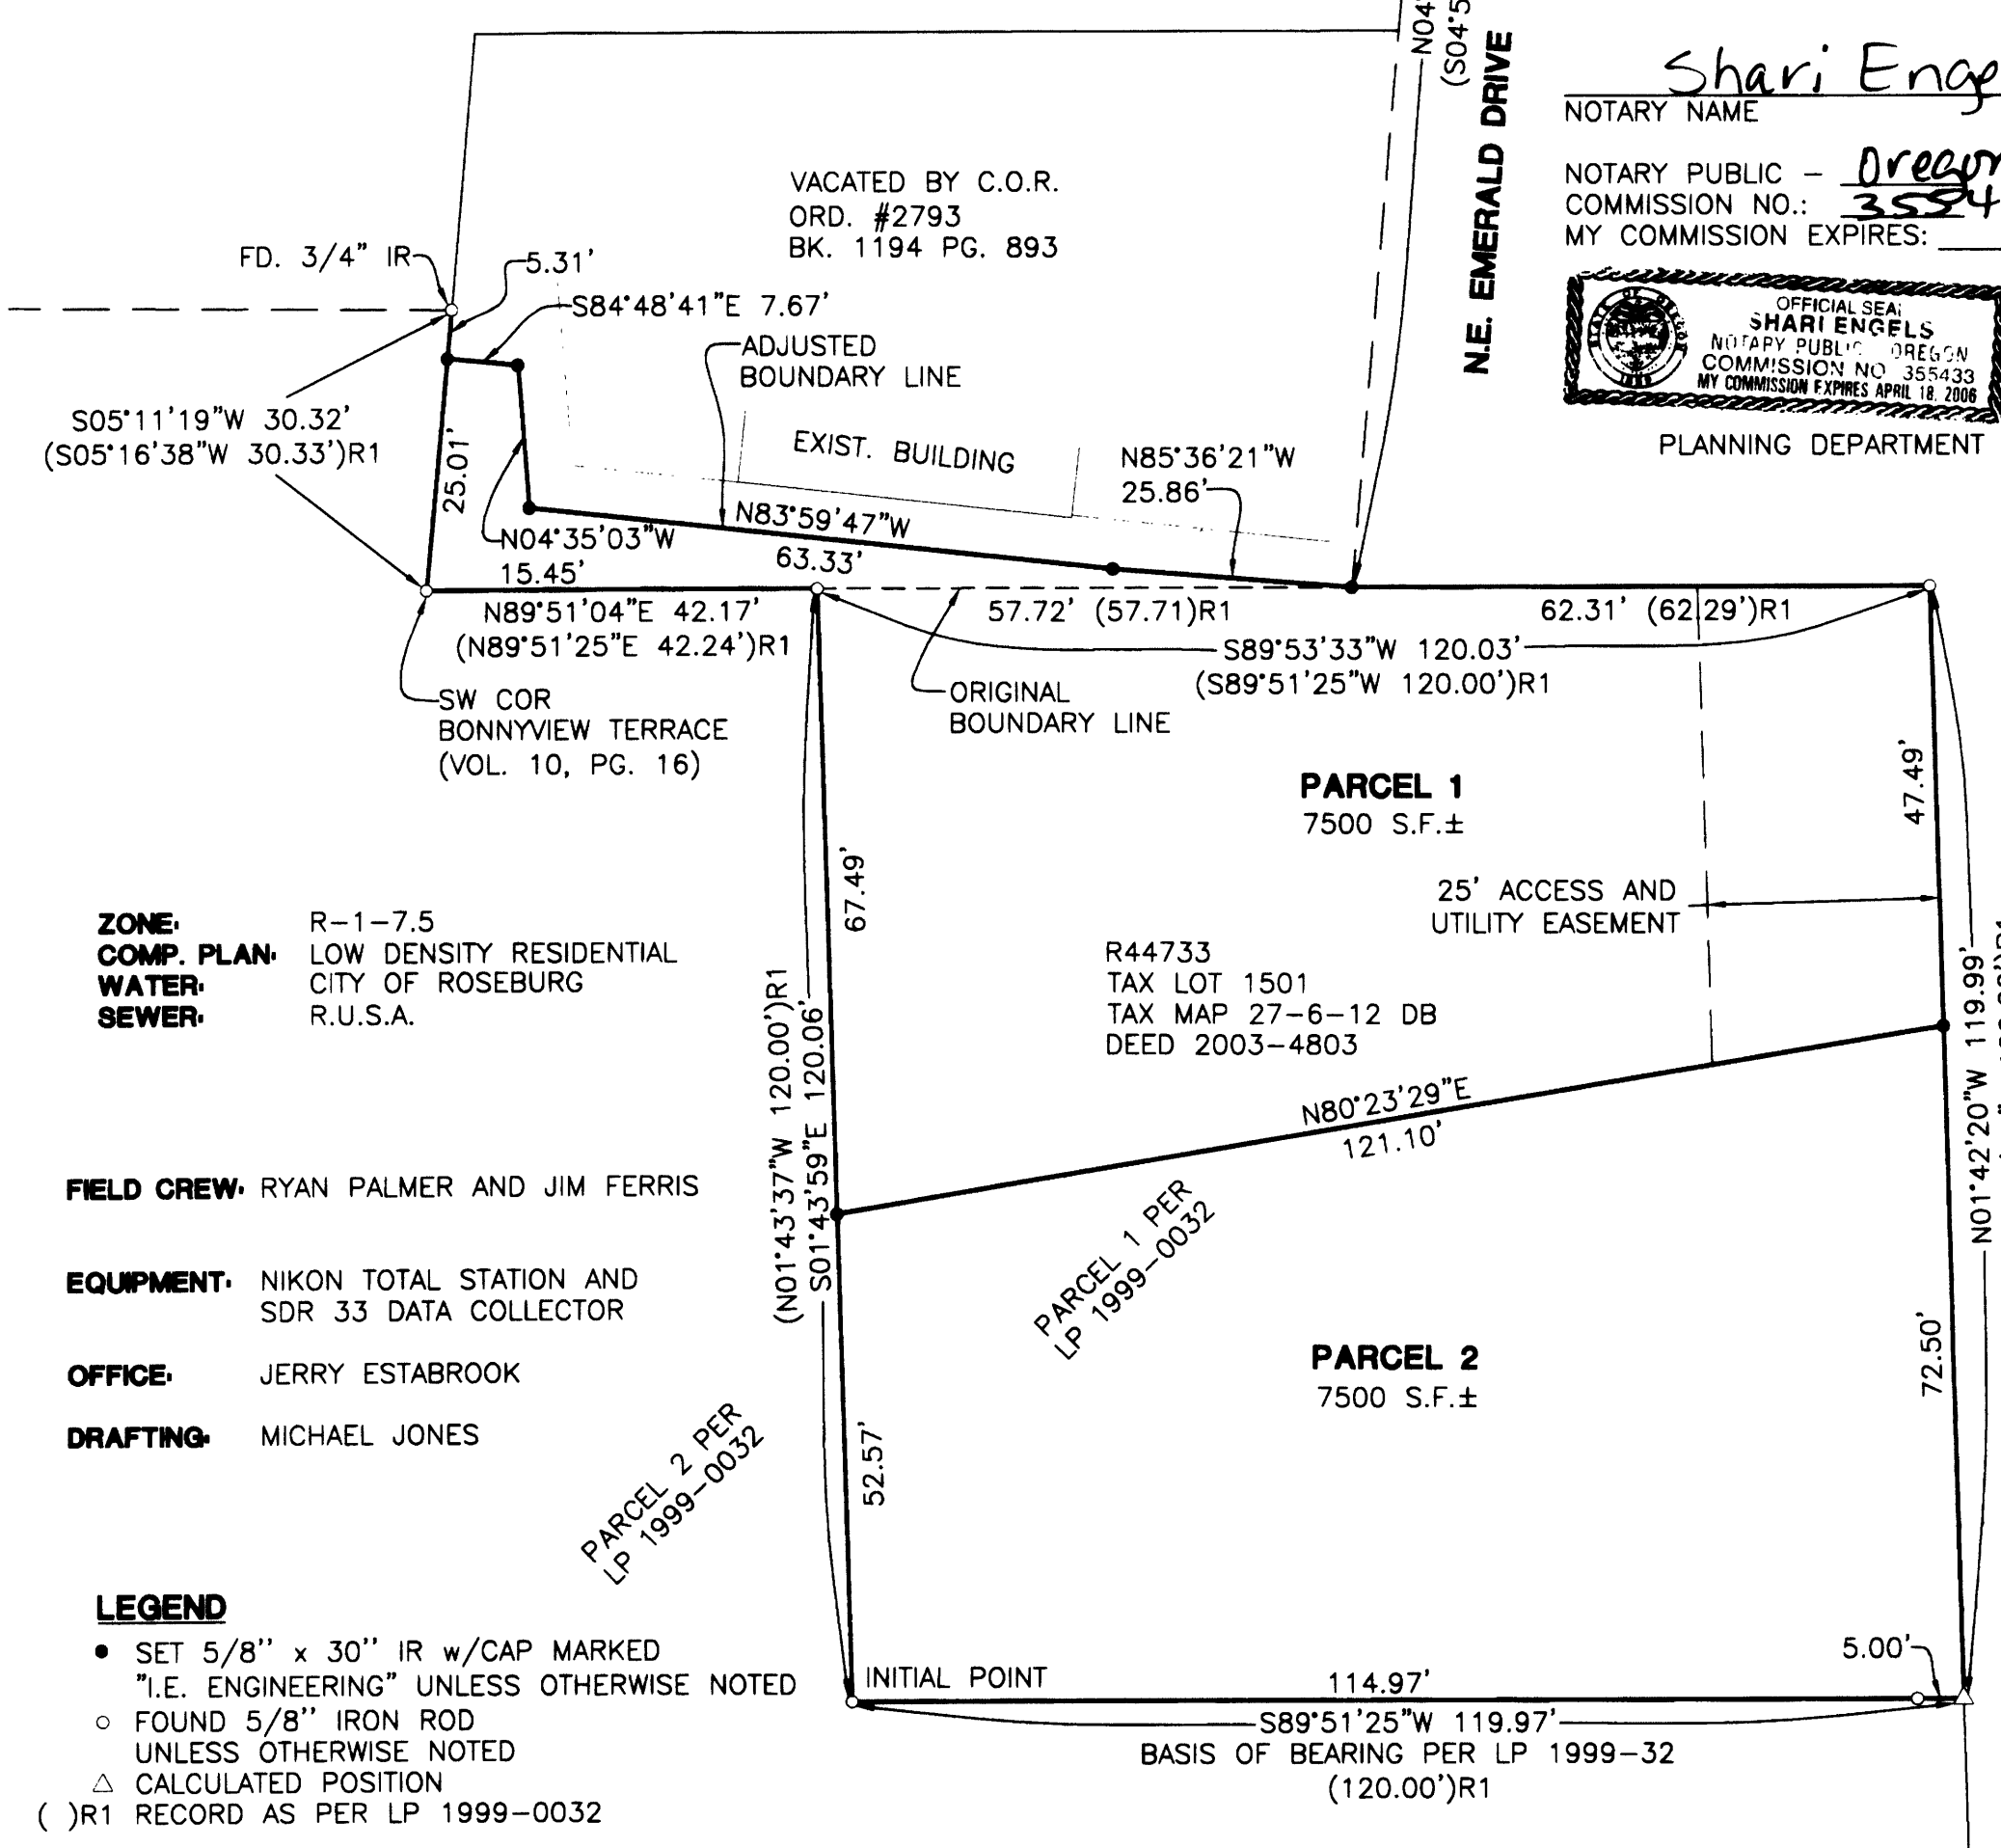 N.E. EMERALD DRIVE
NOTARY NAME
NOTARY PUBLIC –
COMMISSION NO.:
MY COMMISSION EXPIRES:
OFFICIAL SEAL
SHARI ENGELS
NOTARY PUBLIC OREGON
COMMISSION NO 355433
MY COMMISSION EXPIRES APRIL 18, 2006
PLANNING DEPARTMENT
Shari
VACATED BY C.O.R.
ORD. #2793
BK. 1194 PG. 893
FD. 3/4" IR
5.31'
S84°48'41"E 7.67'
ADJUSTED
BOUNDARY LINE
S05°11'19"W 30.32'
(S05°16'38"W 30.33')R1
25.01'
EXIST. BUILDING
N85°36'21"W
25.86'
N83°59'47"W
63.33'
N04°35'03"W
15.45'
N89°51'04"E 42.17'
(N89°51'25"E 42.24')R1
57.72' (57.71)R1
62.31' (62.29')R1
S89°53'33"W 120.03'
(S89°51'25"W 120.00')R1
SW COR
BONNYVIEW TERRACE
(VOL. 10, PG. 16)
ORIGINAL
BOUNDARY LINE
PARCEL 1
7500 S.F.±
47.49'
67.49'
25' ACCESS AND
UTILITY EASEMENT
ZONE: R-1-7.5
COMP. PLAN: LOW DENSITY RESIDENTIAL
WATER: CITY OF ROSEBURG
SEWER: R.U.S.A.
R44733
TAX LOT 1501
TAX MAP 27-6-12 DB
DEED 2003-4803
(N01°43'37"W 120.00')R1
S01°43'59"E 120.06'
N01°42'20"W 119.99'
N80°23'29"E
121.10'
FIELD CREW: RYAN PALMER AND JIM FERRIS
EQUIPMENT: NIKON TOTAL STATION AND
SDR 33 DATA COLLECTOR
OFFICE: JERRY ESTABROOK
DRAFTING: MICHAEL JONES
PARCEL 1 PER
LP 1999-0032
PARCEL 2 PER
LP 1999-0032
PARCEL 2
7500 S.F.±
72.50'
52.57'
LEGEND
● SET 5/8'' x 30'' IR w/CAP MARKED
"I.E. ENGINEERING" UNLESS OTHERWISE NOTED
○ FOUND 5/8'' IRON ROD
UNLESS OTHERWISE NOTED
△ CALCULATED POSITION
( )R1 RECORD AS PER LP 1999-0032
INITIAL POINT
114.97'
5.00'
S89°51'25"W 119.97'
BASIS OF BEARING PER LP 1999-32
(120.00')R1